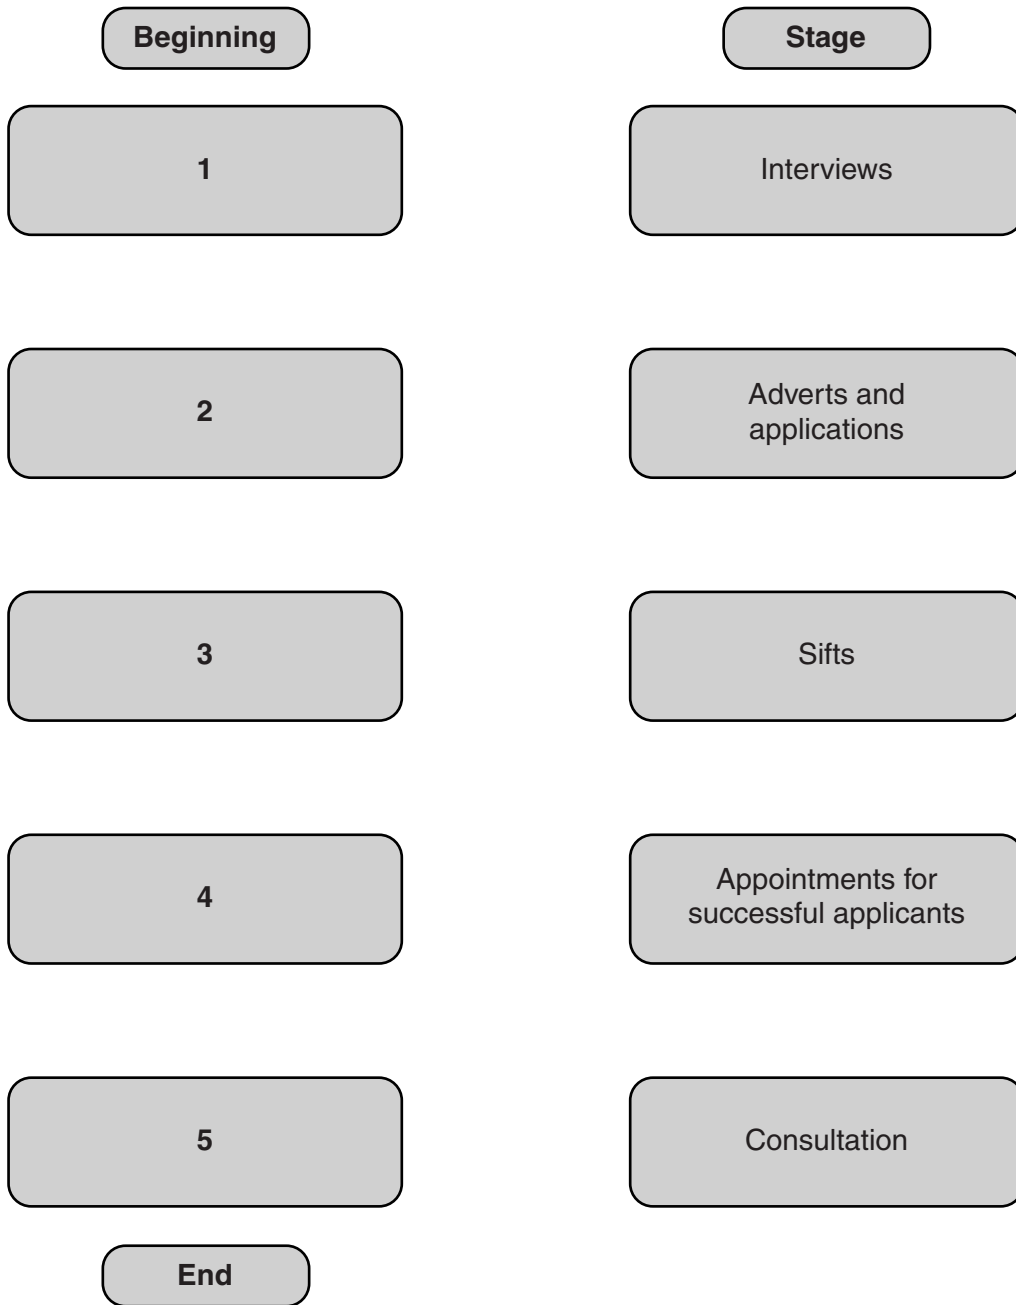 Beginning
Stage
1
Interviews
2
Adverts and
applications
3
Sifts
4
Appointments for
successful applicants
5
Consultation
End